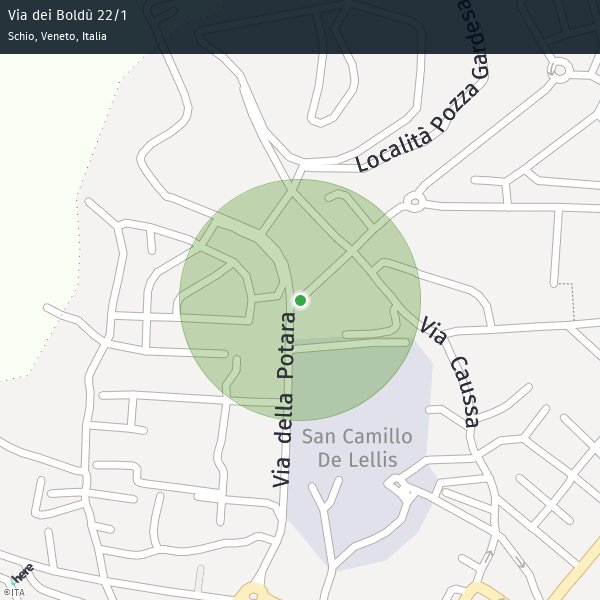 Via dei Boldù 22/1
Schio, Veneto, Italia
Località Pozza Gardesa
Via Caussa
Via della Potara
San Camillo
De Lellis
here
©ITA